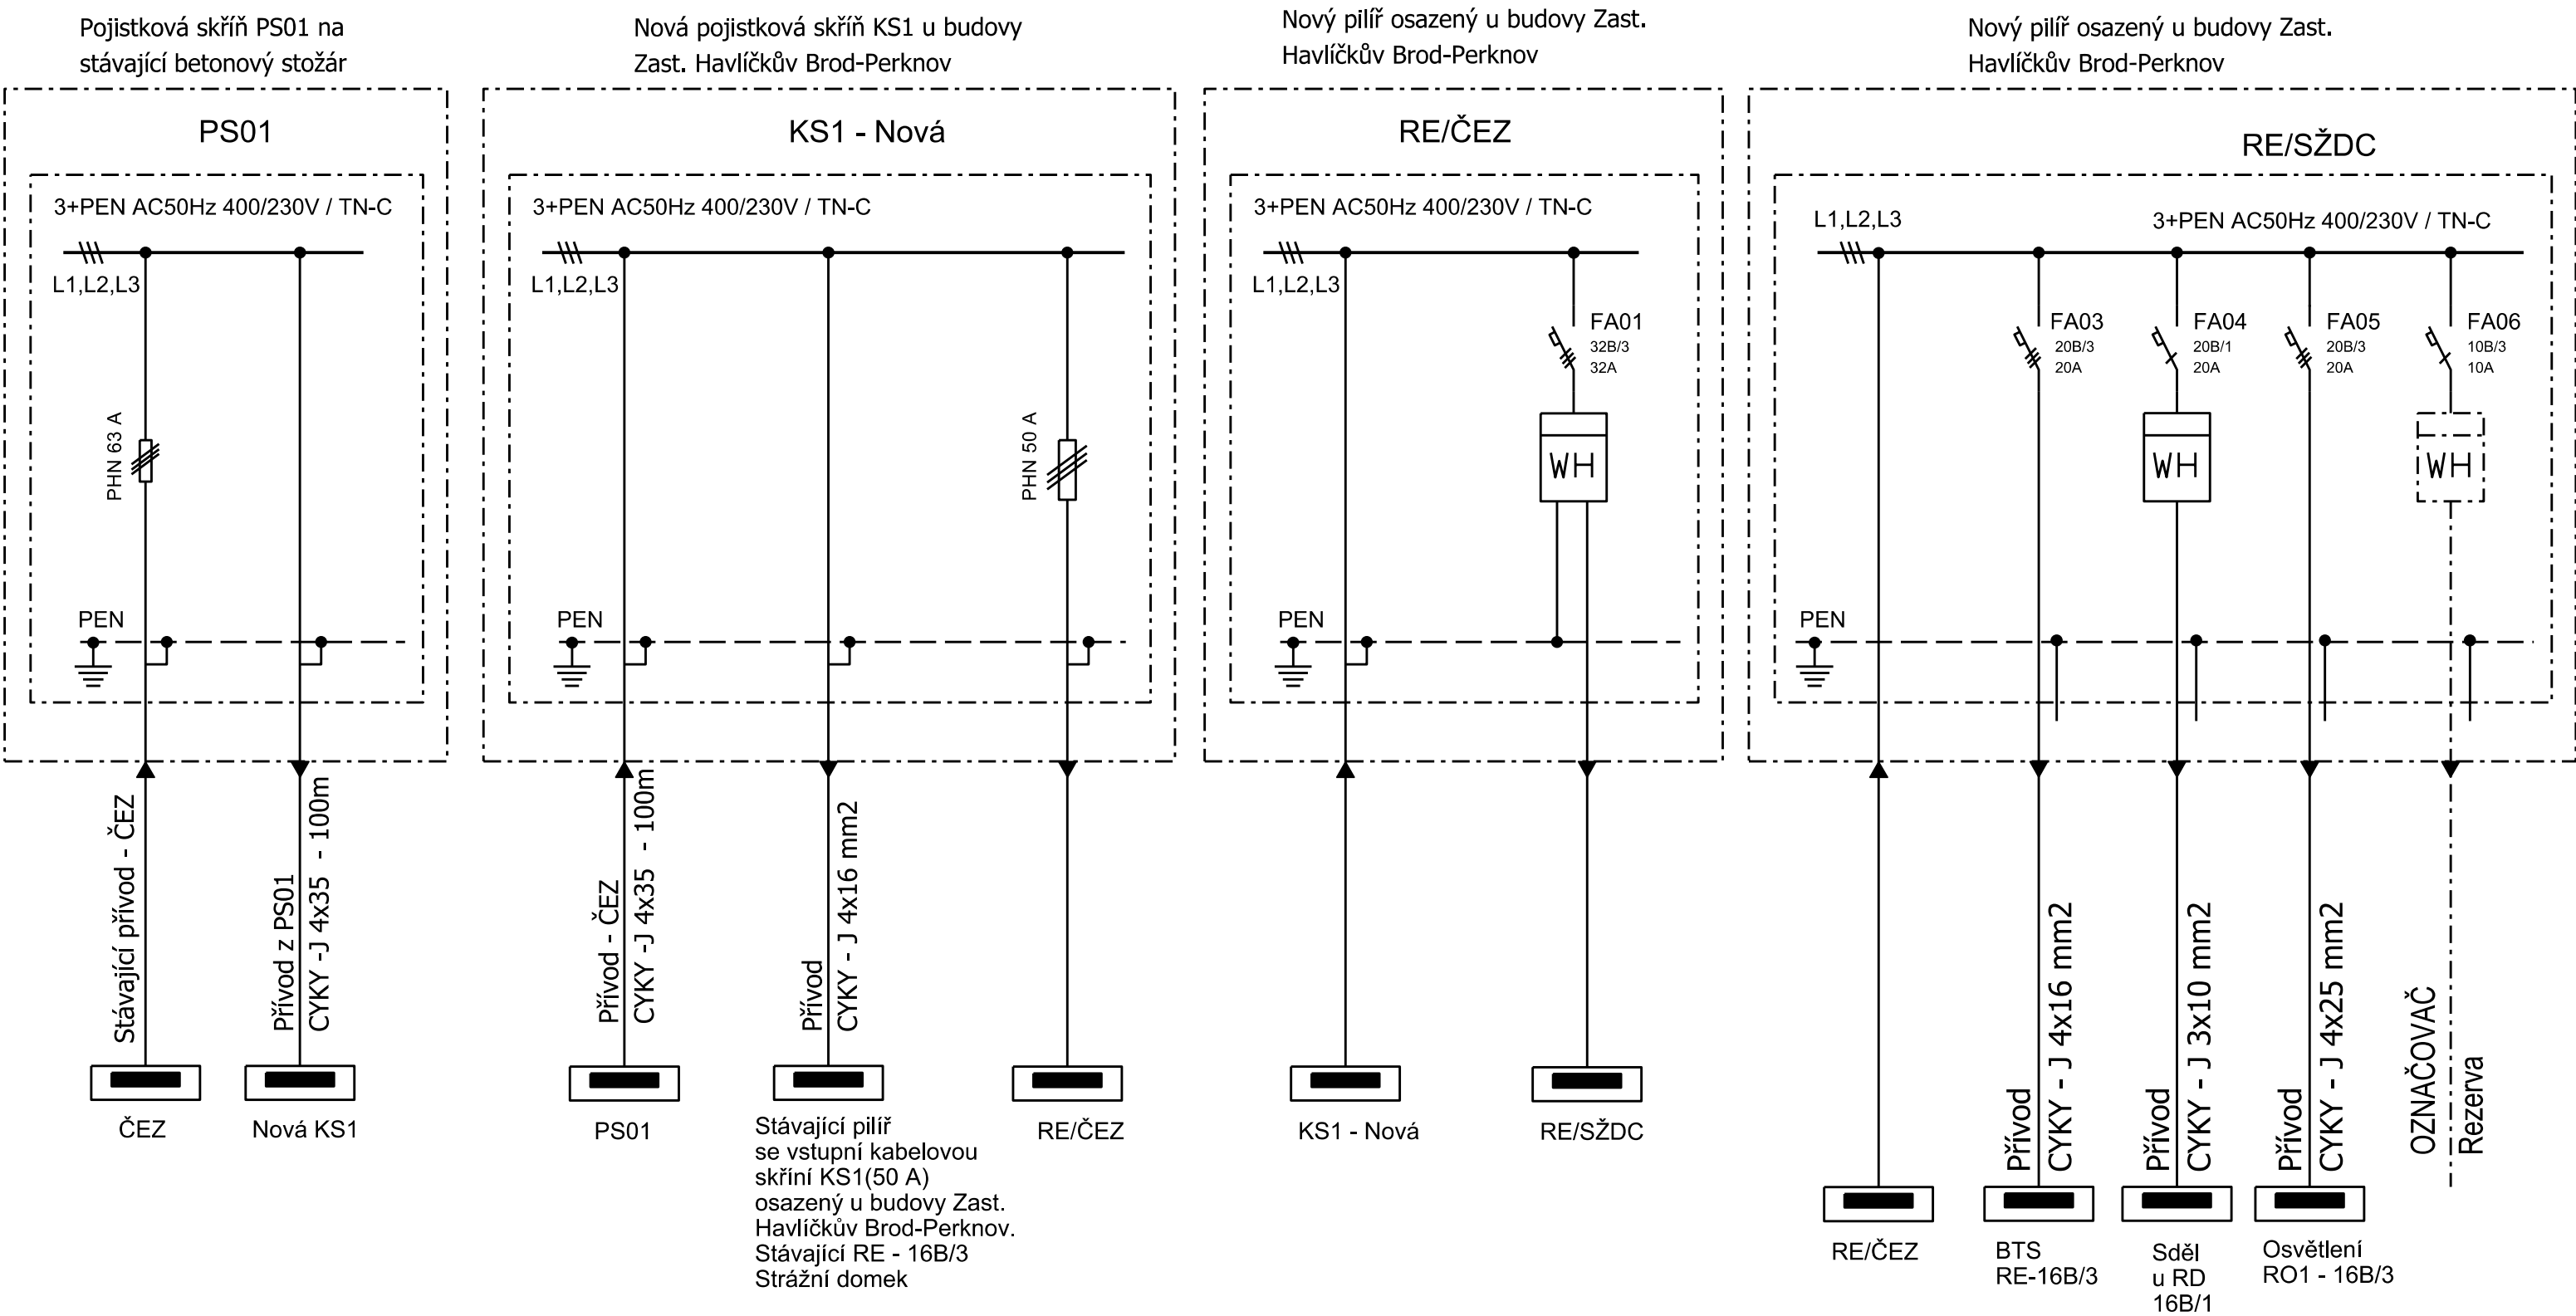 Pojistková skříň PS01 na
stávající betonový stožár
PS01
3+PEN AC50Hz 400/230V / TN-C
L1,L2,L3
PHN 63 A
PEN
Stávající přívod - ČEZ
Přívod z PS01
CYKY -J 4x35 - 100m
ČEZ
Nová KS1
Nová pojistková skříň KS1 u budovy
Zast. Havlíčkův Brod-Perknov
KS1 - Nová
3+PEN AC50Hz 400/230V / TN-C
L1,L2,L3
PHN 50 A
PEN
Přívod - ČEZ
CYKY -J 4x35 - 100m
Přívod
CYKY - J 4x16 mm2
PS01
Stávající pilíř
se vstupní kabelovou
skříní KS1(50 A)
osazený u budovy Zast.
Havlíčkův Brod-Perknov.
Stávající RE - 16B/3
Strážní domek
RE/ČEZ
Nový pilíř osazený u budovy Zast.
Havlíčkův Brod-Perknov
RE/ČEZ
3+PEN AC50Hz 400/230V / TN-C
L1,L2,L3
FA01
32B/3
32A
WH
PEN
KS1 - Nová
RE/SŽDC
Nový pilíř osazený u budovy Zast.
Havlíčkův Brod-Perknov
RE/SŽDC
L1,L2,L3
3+PEN AC50Hz 400/230V / TN-C
FA03
20B/3
20A
FA04
20B/1
20A
FA05
20B/3
20A
FA06
10B/3
10A
WH
WH
PEN
Přívod
CYKY - J 4x16 mm2
Přívod
CYKY - J 3x10 mm2
Přívod
CYKY - J 4x25 mm2
OZNAČOVAČ
Rezerva
RE/ČEZ
BTS
RE-16B/3
Sděl
u RD
16B/1
Osvětlení
RO1 - 16B/3